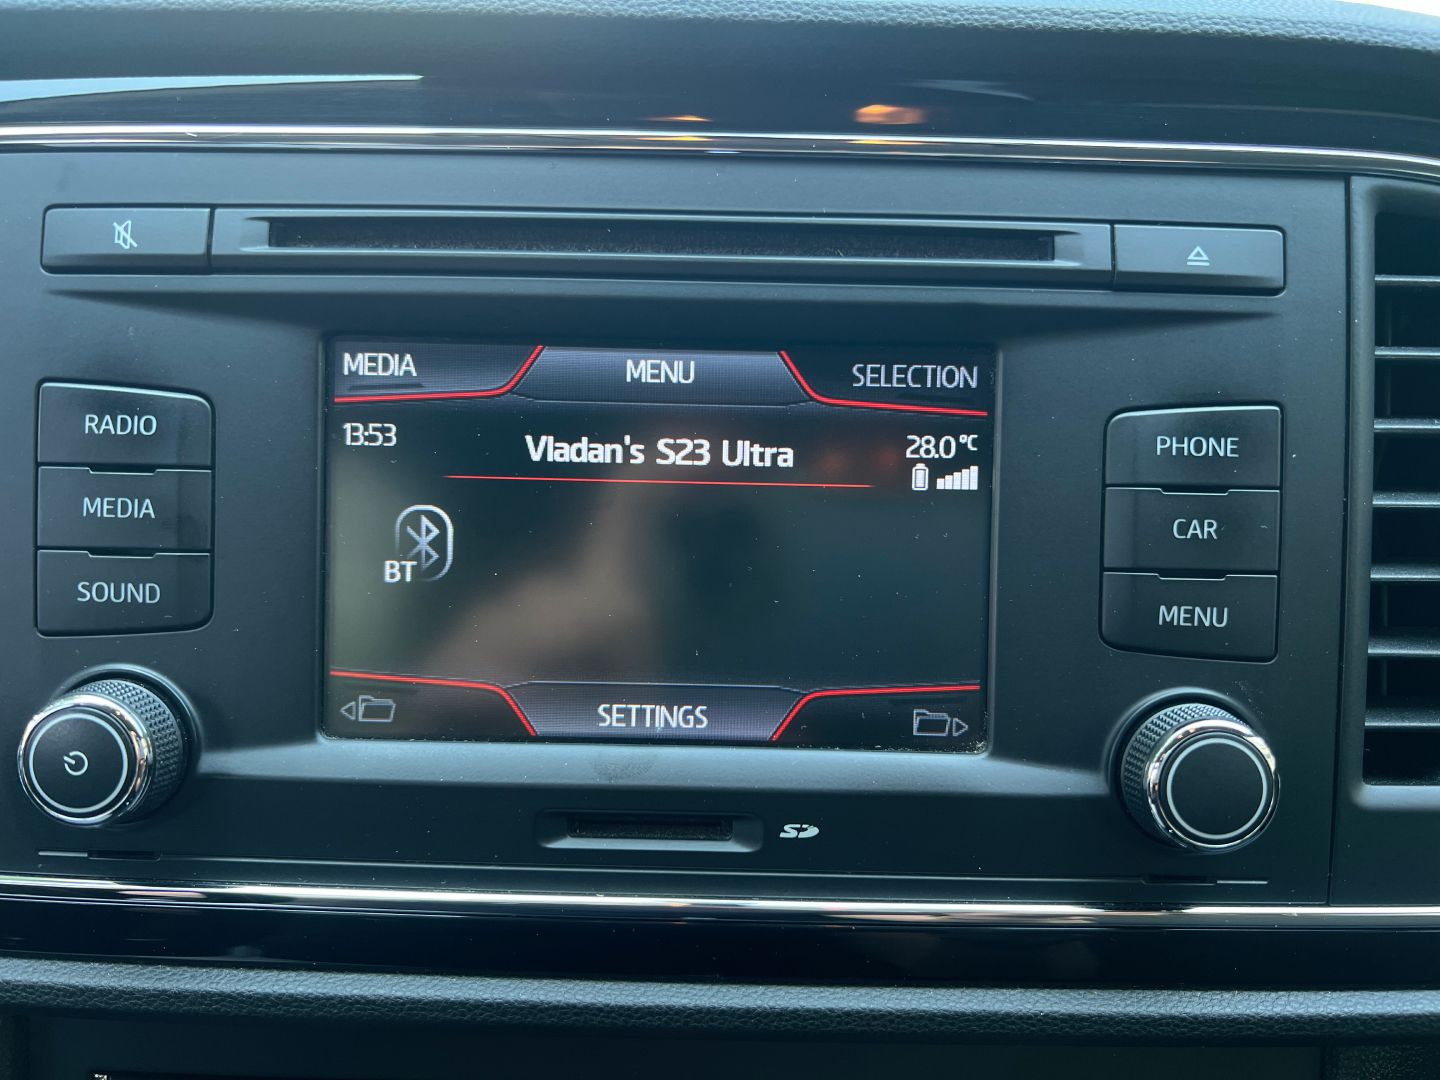 MEDIA
MENU
SELECTION
13:53
Vladan's S23 Ultra
28.0°C
BT
SETTINGS
RADIO
MEDIA
SOUND
PHONE
CAR
MENU
SD